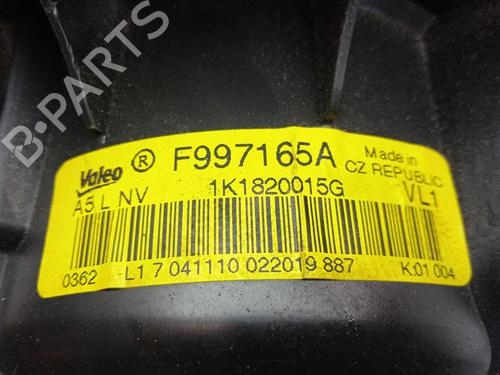 B-PARTS
Valeo ® F997165A Made in
CZ REPUBLIC
A5 L NV 1K1820015G VL1
0362 L1 7 041110 022019 887 K:01 004